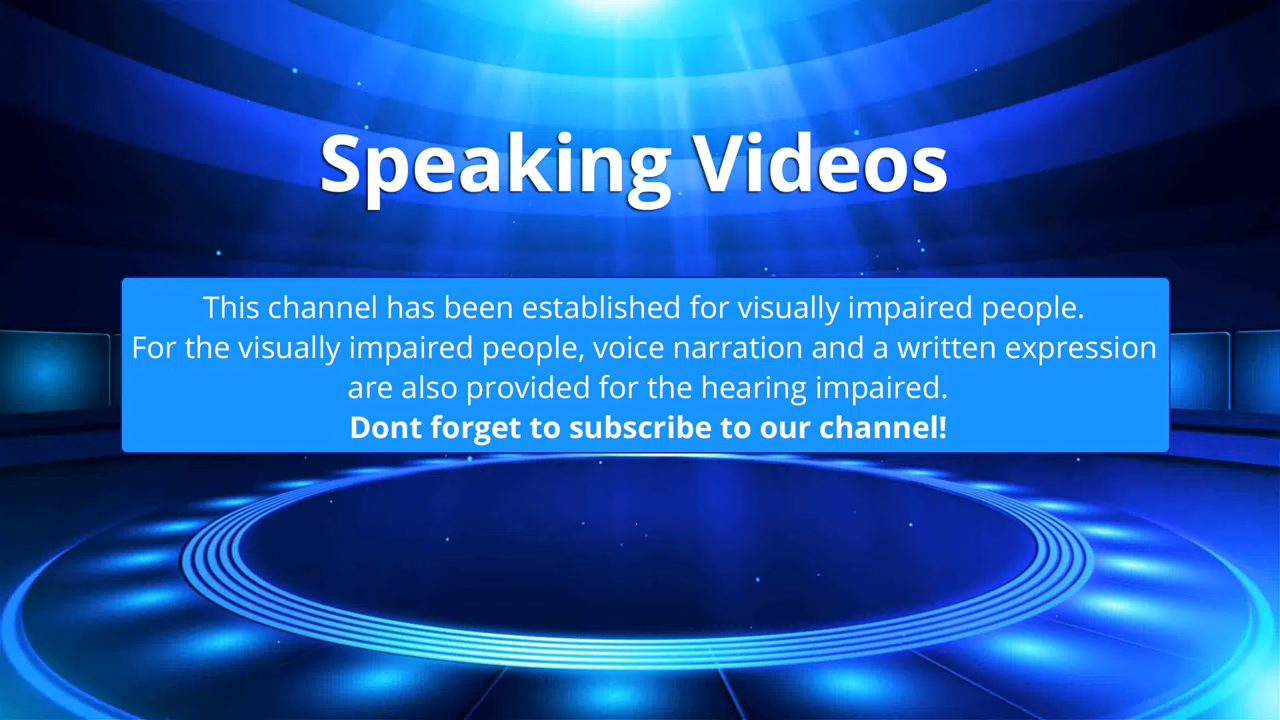 Speaking Videos
This channel has been established for visually impaired people.
For the visually impaired people, voice narration and a written expression
are also provided for the hearing impaired.
Dont forget to subscribe to our channel!